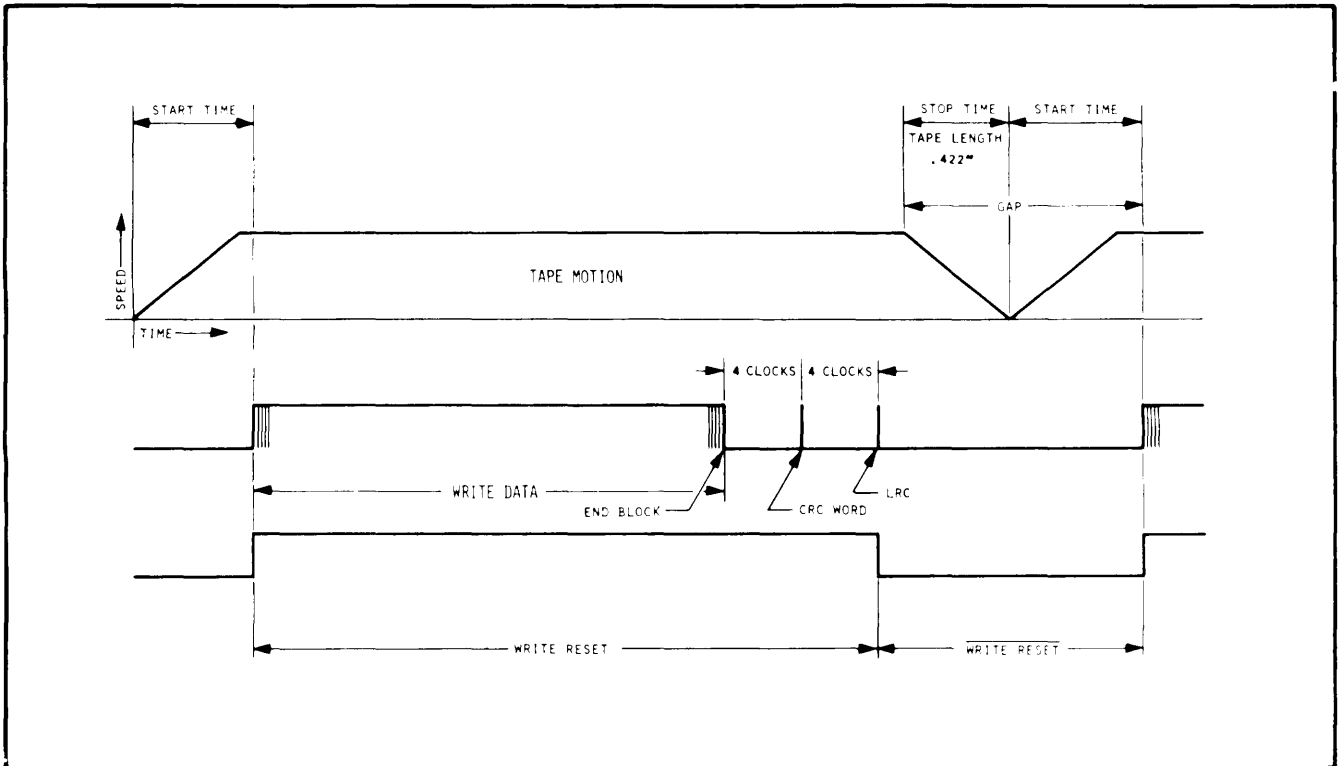 START TIME
STOP TIME
START TIME
TAPE LENGTH
.422"
GAP
SPEED
TAPE MOTION
TIME
4 CLOCKS
4 CLOCKS
WRITE DATA
LRC
END BLOCK
CRC WORD
WRITE RESET
WRITE RESET